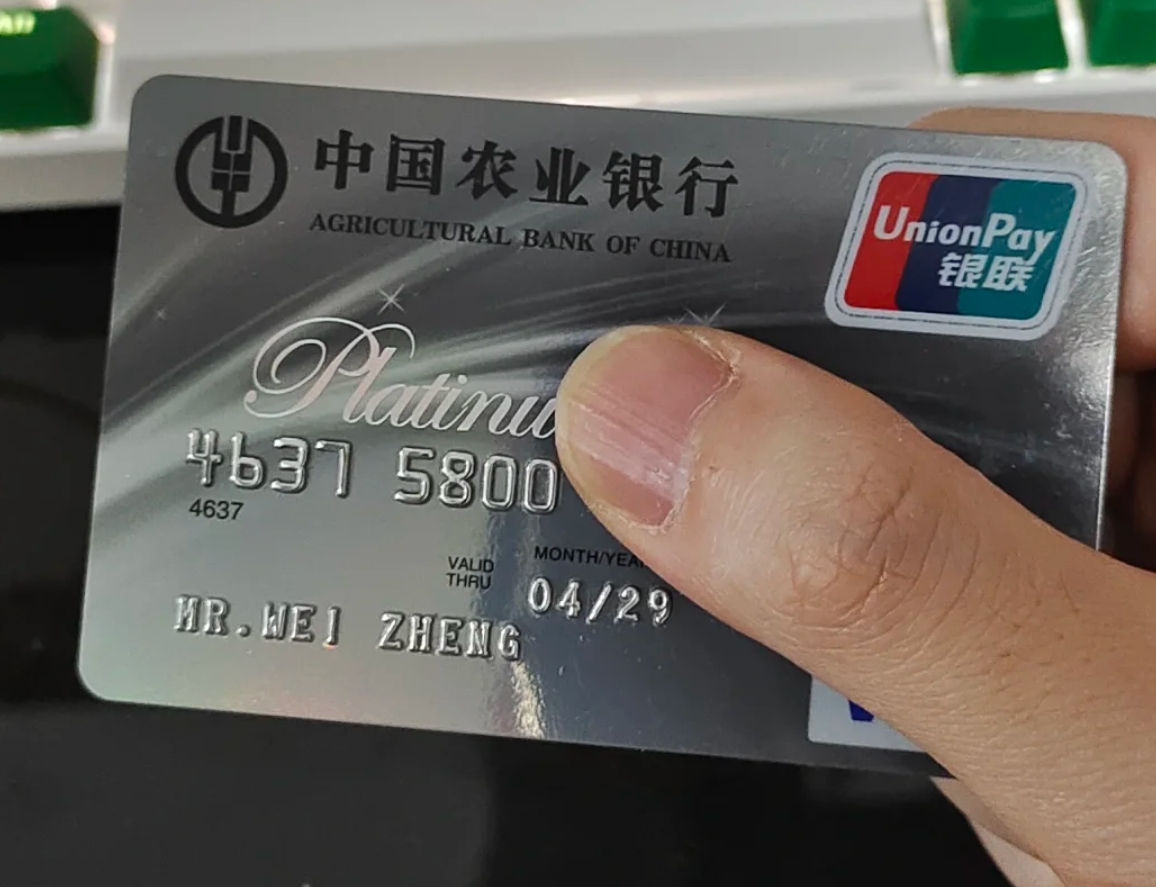 中国农业银行
AGRICULTURAL BANK OF CHINA
UnionPay
银联
Platinu
4637 5800
4637
VALID
THRU
MONTH/YEA
04/29
MR.WEI ZHENG